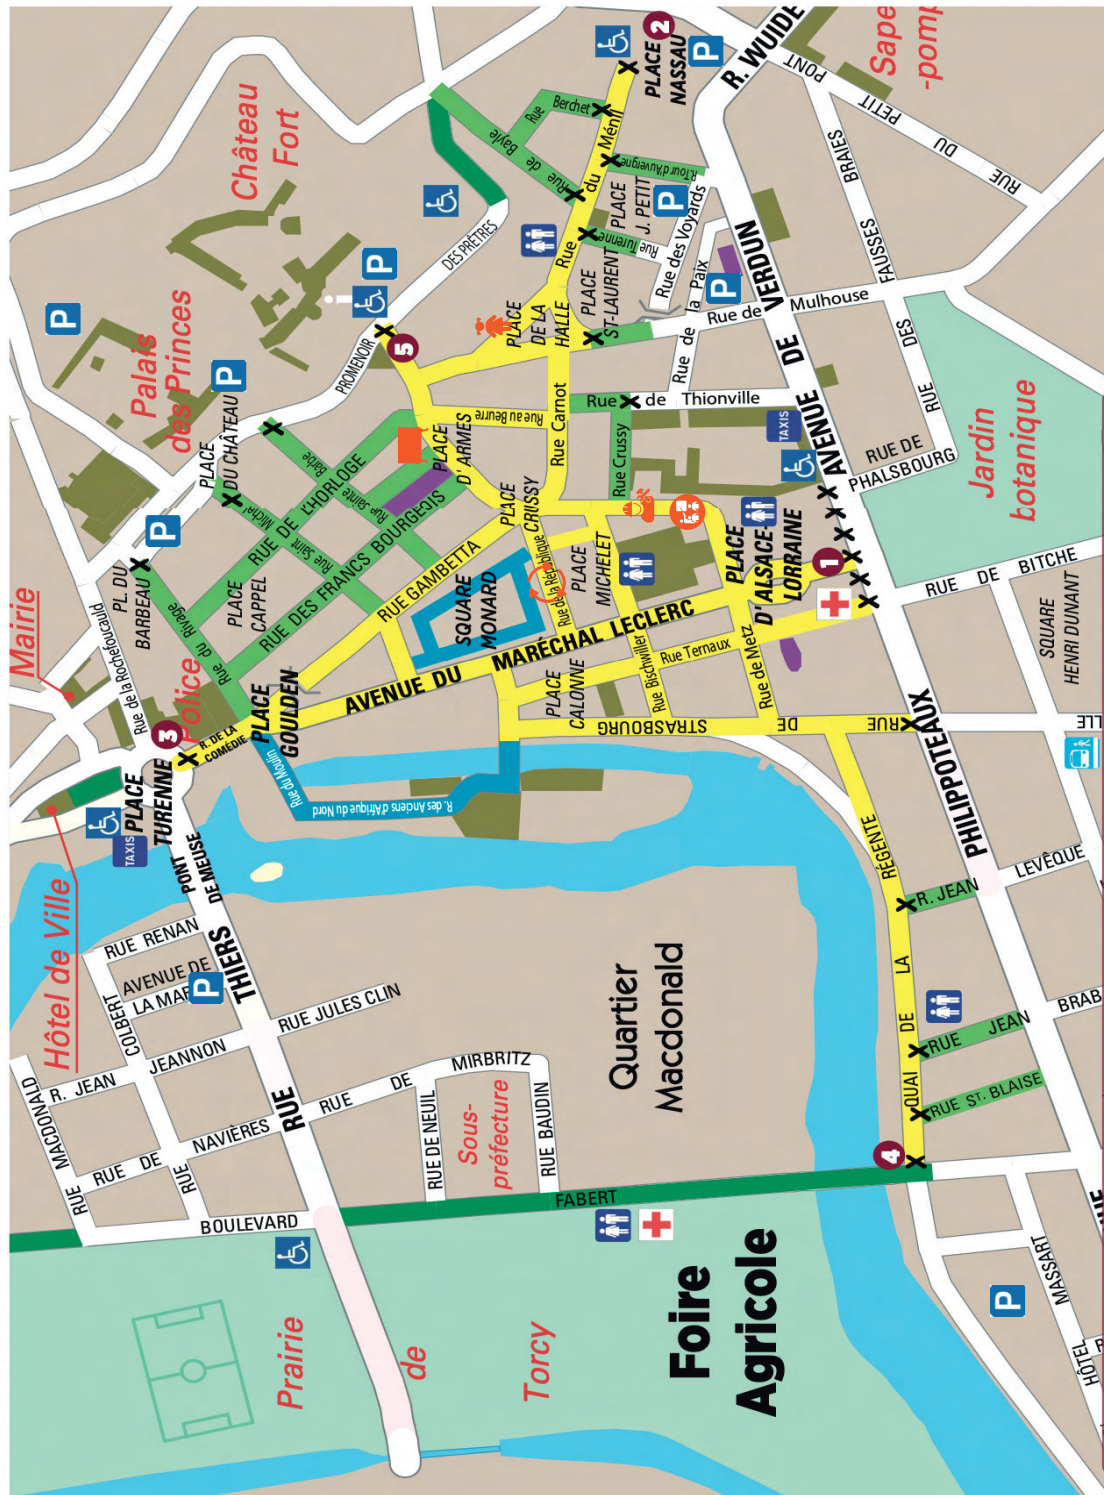 Mairie
Hôtel de Ville
Rue de la Rochefoucauld
PL. DU
BARBEAU
P
PLACE
DU CHÂTEAU
P
Palais
des Princes
P
Château
Fort
P
PROMENOIR
DES PRÊTRES
3
Police
TAXIS
PLACE
TURENNE
PONT
DE MEUSE
R. DE LA
COMÉDIE
PLACE
GOULDEN
Rue du Rivage
PLACE
CAPPEL
Rue Saint
Michel
Rue Sainte
Barbe
RUE DE L'HORLOGE
RUE DES FRANCS BOURGEOIS
RUE GAMBETTA
PLACE
D'ARMES
Rue au Beurre
5
PLACE
DE LA
HALLE
Rue de Bayle
Rue
Berchet
Rue du Ménil
2
PLACE
NASSAU
P
R. WUIDE
Sape
-pomp
PONT
PETIT
DU
RUE
PLACE
J. PETIT
P
R. Tour d'Auvergne
Rue Turenne
Rue des Voyards
PLACE
ST-LAURENT
Rue de la Paix
P
Rue de Mulhouse
BRAIES
FAUSSES
DES
RUE
Rue Carnot
Rue de Thionville
Rue Crussy
PLACE
CRUSSY
TAXIS
AVENUE DE VERDUN
RUE DE
PHALSBOURG
Jardin
botanique
SQUARE
MONARD
Rue de la République
PLACE
MICHELET
AVENUE DU MARÉCHAL LECLERC
PLACE
D'ALSACE-
LORRAINE
1
RUE DE BITCHE
SQUARE
HENRI DUNANT
Rue du Moulin
R. des Anciens d'Afrique du Nord
PLACE
CALONNE
Rue Bischwiller
Rue Ternaux
Rue de Metz
RUE DE STRASBOURG
PHILIPPOTEAUX
LLE
QUAI DE LA RÉGENTE
R. JEAN
LEVÊQUE
RUE JEAN
BRAB
RUE ST. BLAISE
4
RUE RENAN
AVENUE DE
LA MAR
P
COLBERT
RUE
R. JEAN JEANNON
RUE JULES CLIN
RUE MACDONALD
RUE DE NAVIÈRES
RUE DE MIRBRITZ
RUE THIERS
RUE DE NEUIL
Sous-
préfecture
RUE BAUDIN
Quartier
Macdonald
BOULEVARD
FABERT
Prairie
de
Torcy
Foire
Agricole
P
MASSART
HÔTEL
RUE